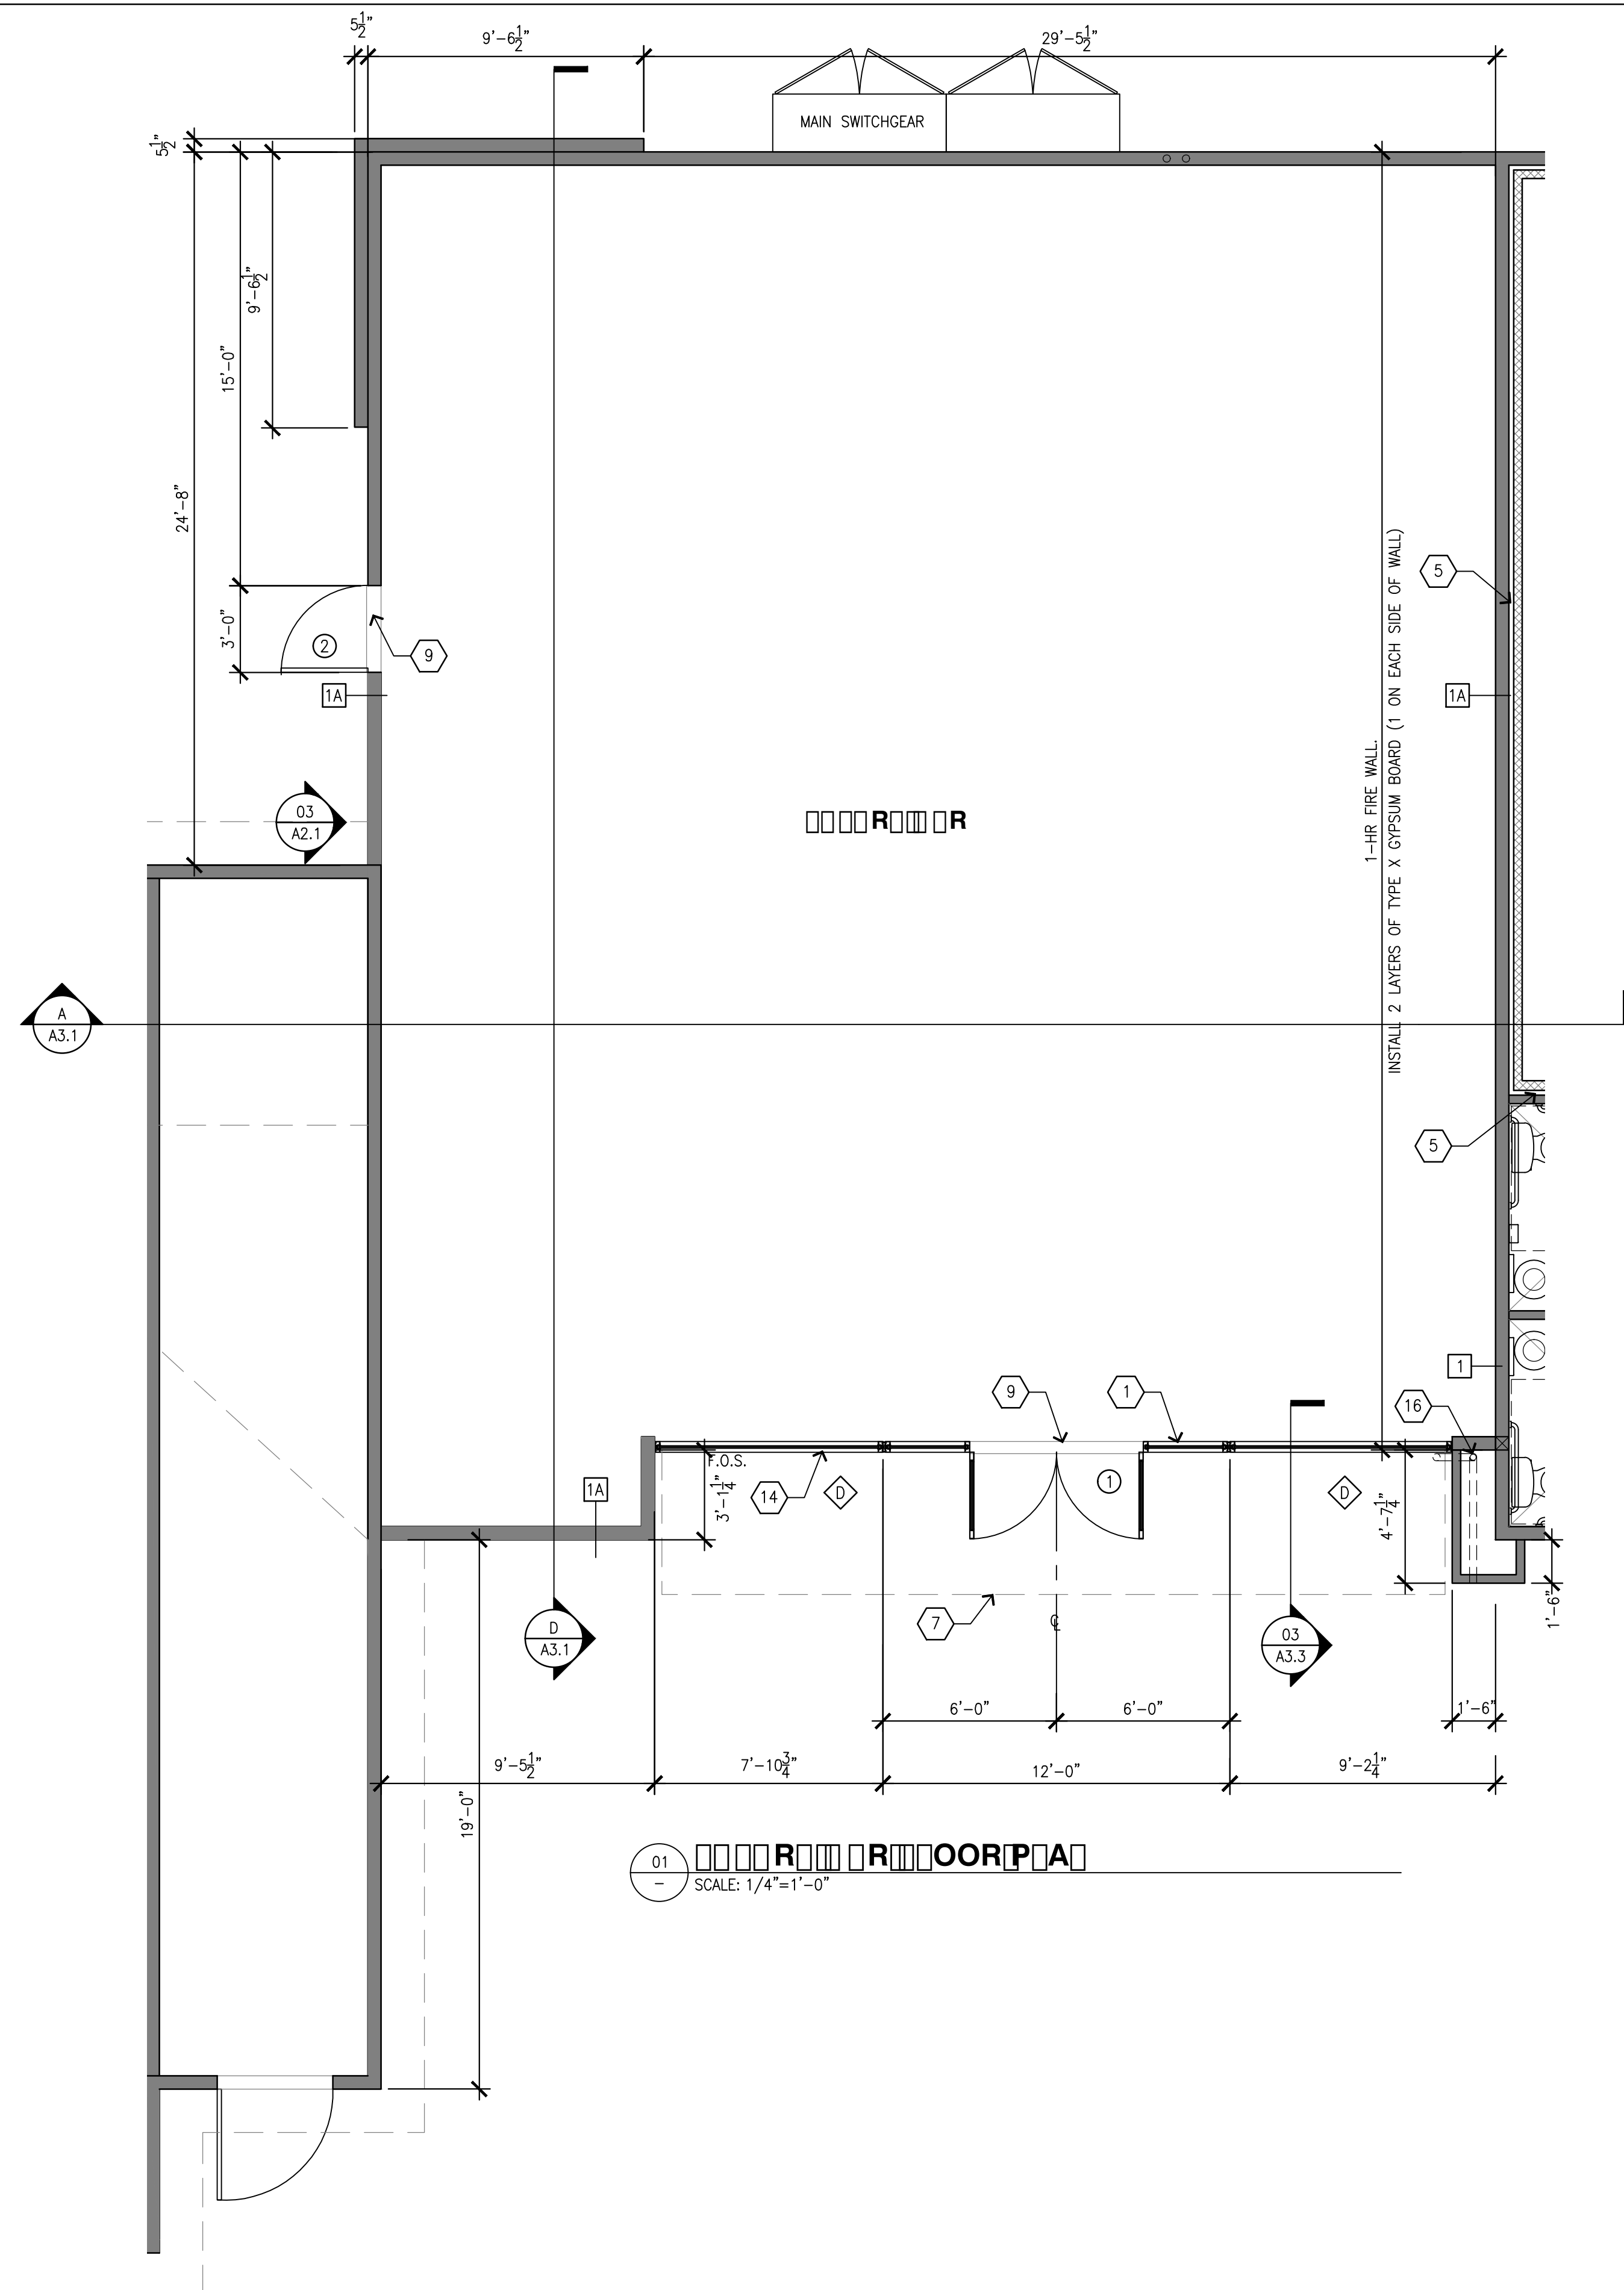 5 1/2"
9'-6 1/2"
29'-5 1/2"
MAIN SWITCHGEAR
5 1/2"
9'-6 1/2"
15'-0"
24'-8"
3'-0"
2
9
1A
5
1A
1-HR FIRE WALL.
INSTALL 2 LAYERS OF TYPE X GYPSUM BOARD (1 ON EACH SIDE OF WALL)
03
A2.1
A
A3.1
5
1
9
1
16
F.O.S.
3'-1 1/4"
1A
14
D
1
D
4'-7 1/4"
7
℄
1'-6"
D
A3.1
03
A3.3
6'-0"
6'-0"
1'-6"
9'-5 1/2"
7'-10 3/4"
12'-0"
9'-2 1/4"
19'-0"
01
–
SCALE: 1/4"=1'-0"